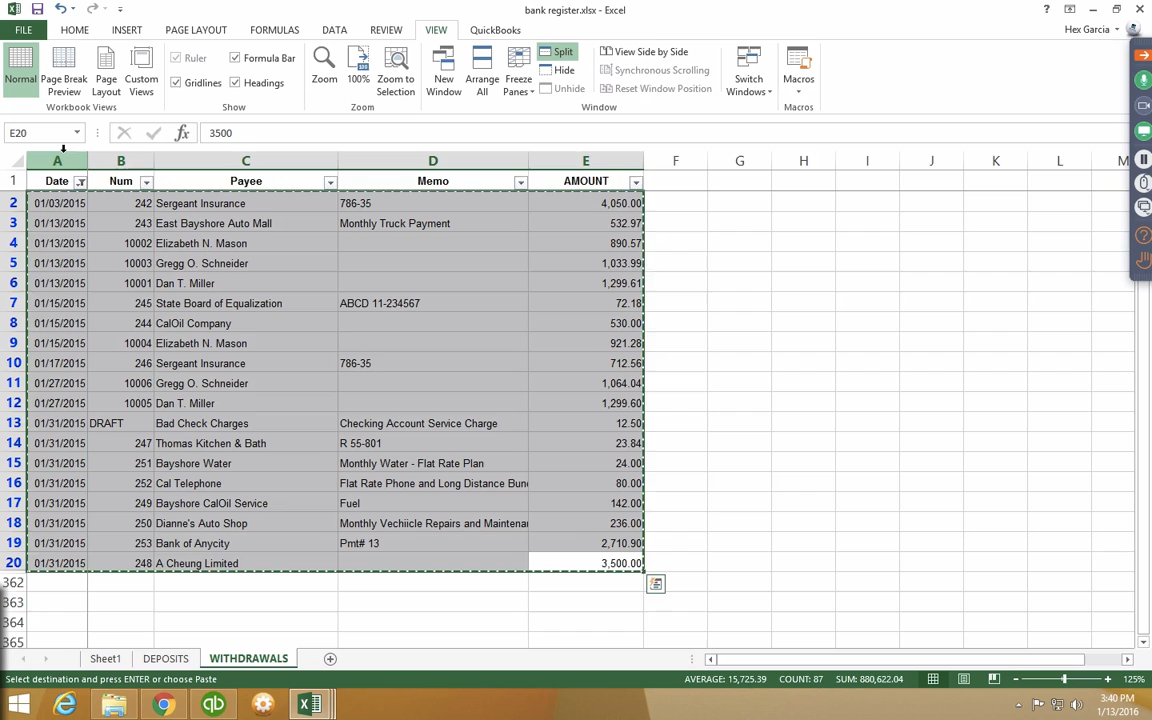 bank register.xlsx - Excel
FILE HOME INSERT PAGE LAYOUT FORMULAS DATA REVIEW VIEW QuickBooks Hex Garcia
Normal Page Break Preview Page Layout Custom Views
Workbook Views
Ruler Formula Bar
Gridlines Headings
Show
Zoom 100% Zoom to Selection
Zoom
New Window Arrange All Freeze Panes
Split
Hide
Unhide
View Side by Side
Synchronous Scrolling
Reset Window Position
Window
Switch Windows
Macros
Macros
E20 fx 3500
A B C D E F G H I J K L M
1 Date Num Payee Memo AMOUNT
2 01/03/2015 242 Sergeant Insurance 786-35 4,050.00
3 01/13/2015 243 East Bayshore Auto Mall Monthly Truck Payment 532.97
4 01/13/2015 10002 Elizabeth N. Mason 890.57
5 01/13/2015 10003 Gregg O. Schneider 1,033.99
6 01/13/2015 10001 Dan T. Miller 1,299.61
7 01/15/2015 245 State Board of Equalization ABCD 11-234567 72.18
8 01/15/2015 244 CalOil Company 530.00
9 01/15/2015 10004 Elizabeth N. Mason 921.28
10 01/17/2015 246 Sergeant Insurance 786-35 712.56
11 01/27/2015 10006 Gregg O. Schneider 1,064.04
12 01/27/2015 10005 Dan T. Miller 1,299.60
13 01/31/2015 DRAFT Bad Check Charges Checking Account Service Charge 12.50
14 01/31/2015 247 Thomas Kitchen & Bath R 55-801 23.84
15 01/31/2015 251 Bayshore Water Monthly Water - Flat Rate Plan 24.00
16 01/31/2015 252 Cal Telephone Flat Rate Phone and Long Distance Bun 80.00
17 01/31/2015 249 Bayshore CalOil Service Fuel 142.00
18 01/31/2015 250 Dianne's Auto Shop Monthly Vechiicle Repairs and Maintenar 236.00
19 01/31/2015 253 Bank of Anycity Pmt# 13 2,710.90
20 01/31/2015 248 A Cheung Limited 3,500.00
362
363
364
365
Sheet1 DEPOSITS WITHDRAWALS
Select destination and press ENTER or choose Paste AVERAGE: 15,725.39 COUNT: 87 SUM: 880,622.04 125%
3:40 PM
1/13/2016